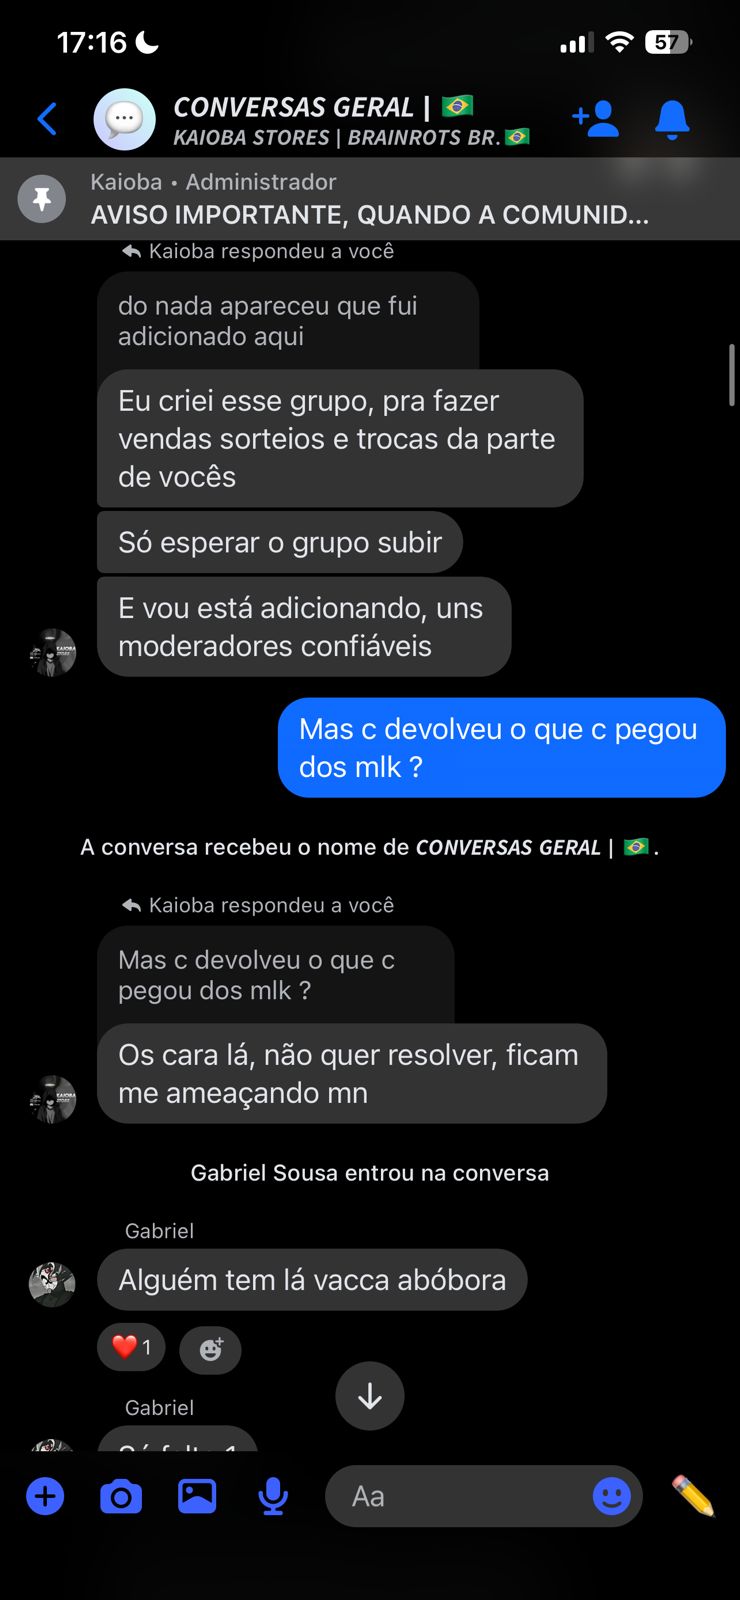 17:16
57
CONVERSAS GERAL | 🇧🇷
KAIOBA STORES | BRAINROTS BR.🇧🇷
Kaioba • Administrador
AVISO IMPORTANTE, QUANDO A COMUNID...
Kaioba respondeu a você
do nada apareceu que fui
adicionado aqui
Eu criei esse grupo, pra fazer
vendas sorteios e trocas da parte
de vocês
Só esperar o grupo subir
E vou está adicionando, uns
moderadores confiáveis
Mas c devolveu o que c pegou
dos mlk ?
A conversa recebeu o nome de CONVERSAS GERAL | 🇧🇷 .
Kaioba respondeu a você
Mas c devolveu o que c
pegou dos mlk ?
Os cara lá, não quer resolver, ficam
me ameaçando mn
Gabriel Sousa entrou na conversa
Gabriel
Alguém tem lá vacca abóbora
❤️ 1
Gabriel
Aa